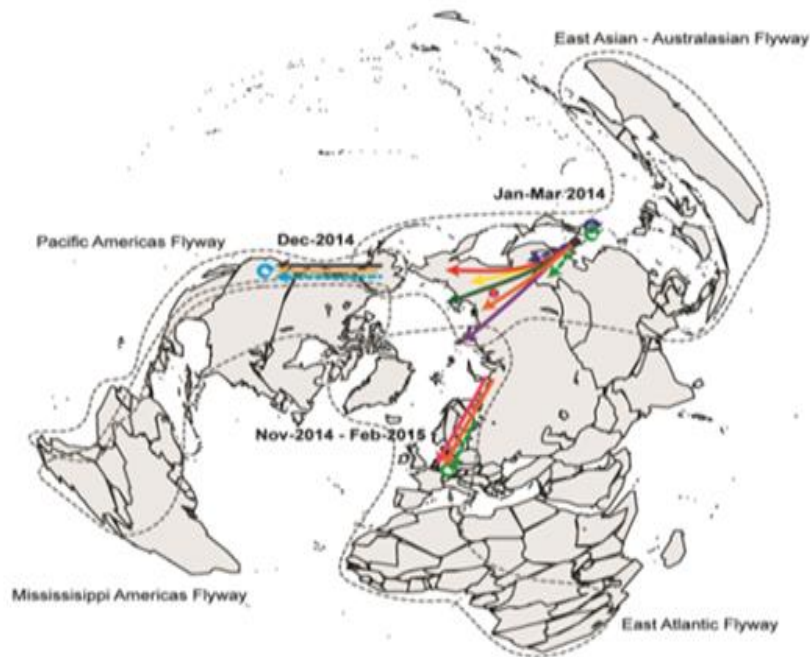 East Asian - Australasian Flyway
Jan-Mar 2014
Pacific Americas Flyway
Dec-2014
Nov-2014 - Feb-2015
Mississisippi Americas Flyway
East Atlantic Flyway